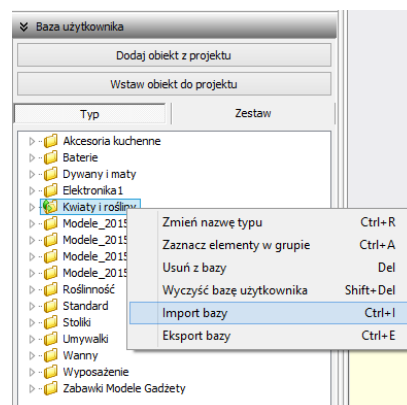 Baza użytkownika
Dodaj obiekt z projektu
Wstaw obiekt do projektu
Typ Zestaw
Akcesoria kuchenne
Baterie
Dywany i maty
Elektronika1
Kwiaty i rośliny
Modele_2015
Modele_2015
Modele_2015
Modele_2015
Roślinność
Standard
Stoliki
Umywalki
Wanny
Wyposażenie
Zabawki Modele Gadżety
Zmień nazwę typu Ctrl+R
Zaznacz elementy w grupie Ctrl+A
Usuń z bazy Del
Wyczyść bazę użytkownika Shift+Del
Import bazy Ctrl+I
Eksport bazy Ctrl+E